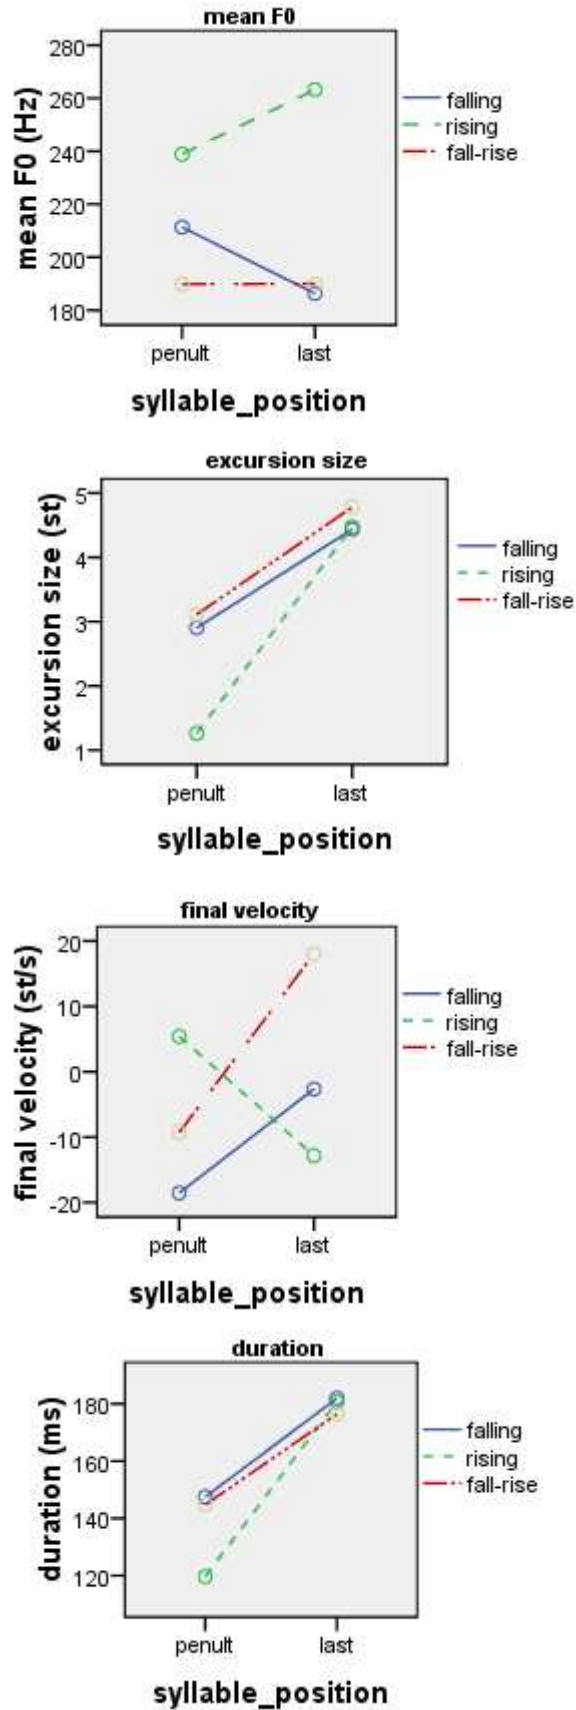 mean F0
mean F0 (Hz)
280
260
240
220
200
180
penult last
syllable_position
falling
rising
fall-rise
excursion size
excursion size (st)
5
4
3
2
1
penult last
syllable_position
falling
rising
fall-rise
final velocity
final velocity (st/s)
20
10
0
-10
-20
penult last
syllable_position
falling
rising
fall-rise
duration
duration (ms)
180
160
140
120
penult last
syllable_position
falling
rising
fall-rise